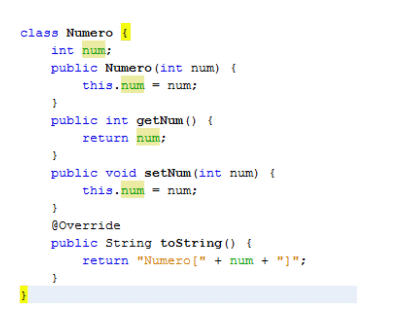 class Numero {
    int num;
    public Numero(int num) {
        this.num = num;
    }
    public int getNum() {
        return num;
    }
    public void setNum(int num) {
        this.num = num;
    }
    @Override
    public String toString() {
        return "Numero[" + num + "]";
    }
}